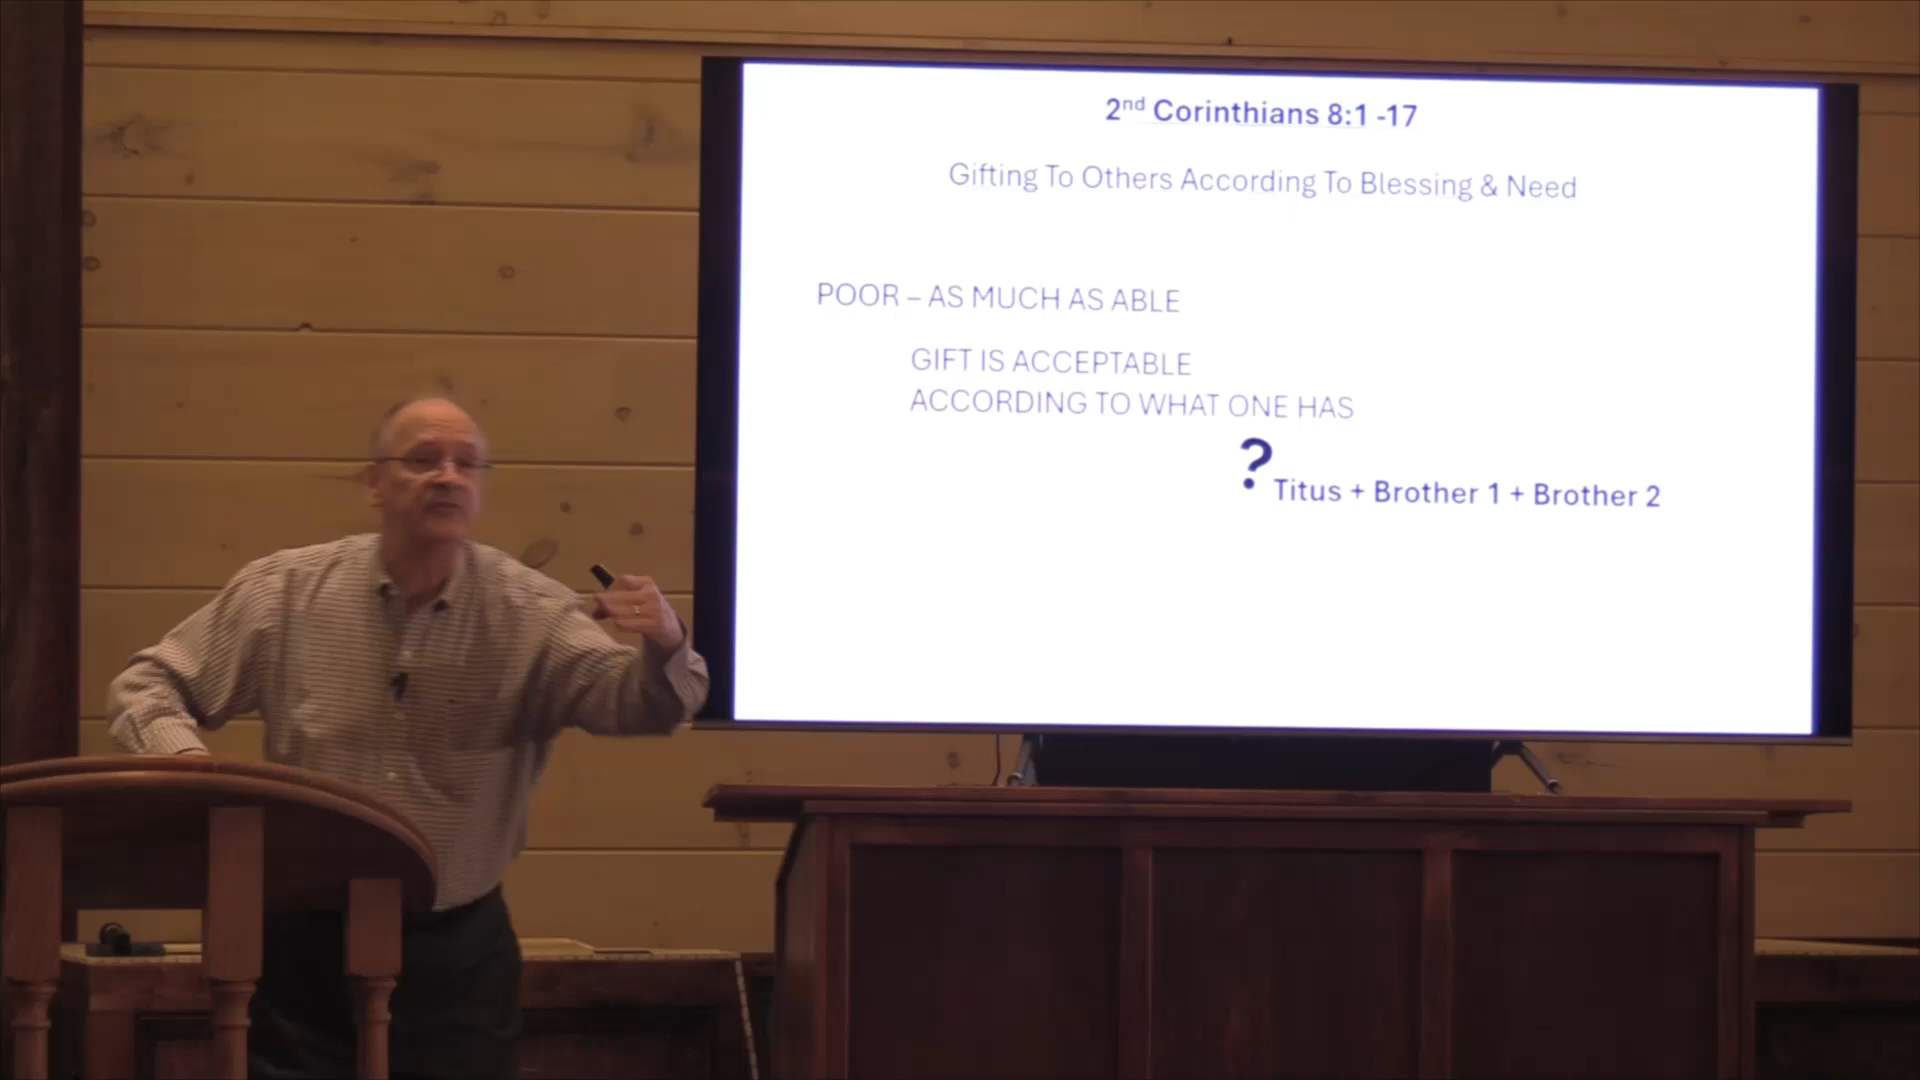 2nd Corinthians 8:1 -17
Gifting To Others According To Blessing & Need
POOR – AS MUCH AS ABLE
GIFT IS ACCEPTABLE
ACCORDING TO WHAT ONE HAS
?
Titus + Brother 1 + Brother 2